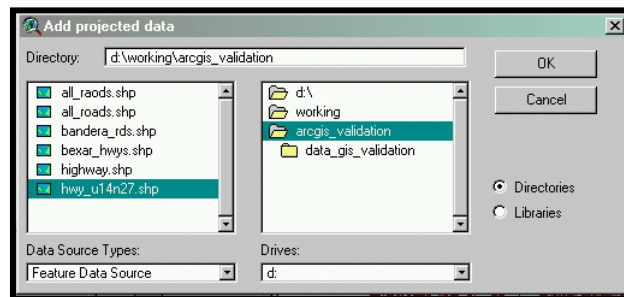 Add projected data
Directory: d:\working\arcgis_validation
OK
Cancel
all_raods.shp
all_roads.shp
bandera_rds.shp
bexar_hwys.shp
highway.shp
hwy_u14n27.shp
d:\
working
arcgis_validation
data_gis_validation
Directories
Libraries
Data Source Types:
Feature Data Source
Drives:
d: